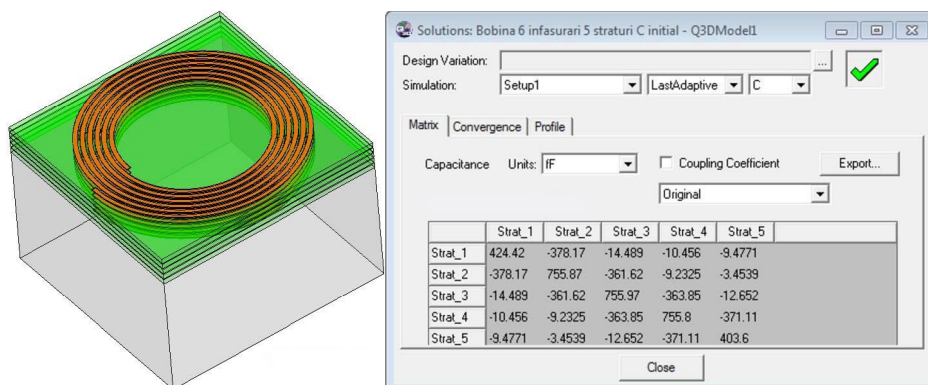 Solutions: Bobina 6 infasurari 5 straturi C initial - Q3DModel1
Design Variation:
...
Simulation: Setup1 LastAdaptive C
Matrix Convergence Profile
Capacitance Units: fF Coupling Coefficient Export...
Original
Strat_1 Strat_2 Strat_3 Strat_4 Strat_5
Strat_1 424.42 -378.17 -14.489 -10.456 -9.4771
Strat_2 -378.17 755.87 -361.62 -9.2325 -3.4539
Strat_3 -14.489 -361.62 755.97 -363.85 -12.652
Strat_4 -10.456 -9.2325 -363.85 755.8 -371.11
Strat_5 -9.4771 -3.4539 -12.652 -371.11 403.6
Close